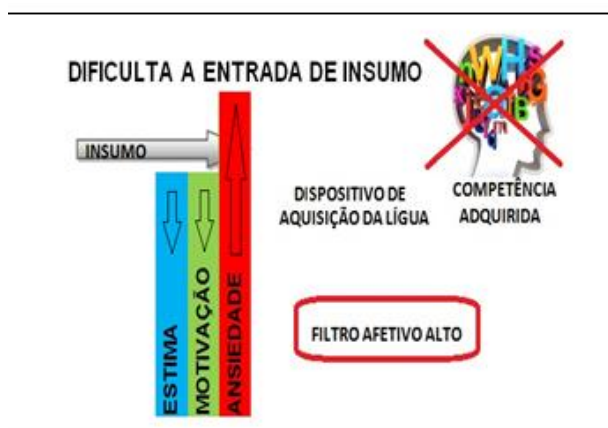 DIFICULTA A ENTRADA DE INSUMO
INSUMO
DISPOSITIVO DE
AQUISIÇÃO DA LÍGUA
COMPETÊNCIA
ADQUIRIDA
ESTIMA
MOTIVAÇÃO
ANSIEDADE
FILTRO AFETIVO ALTO